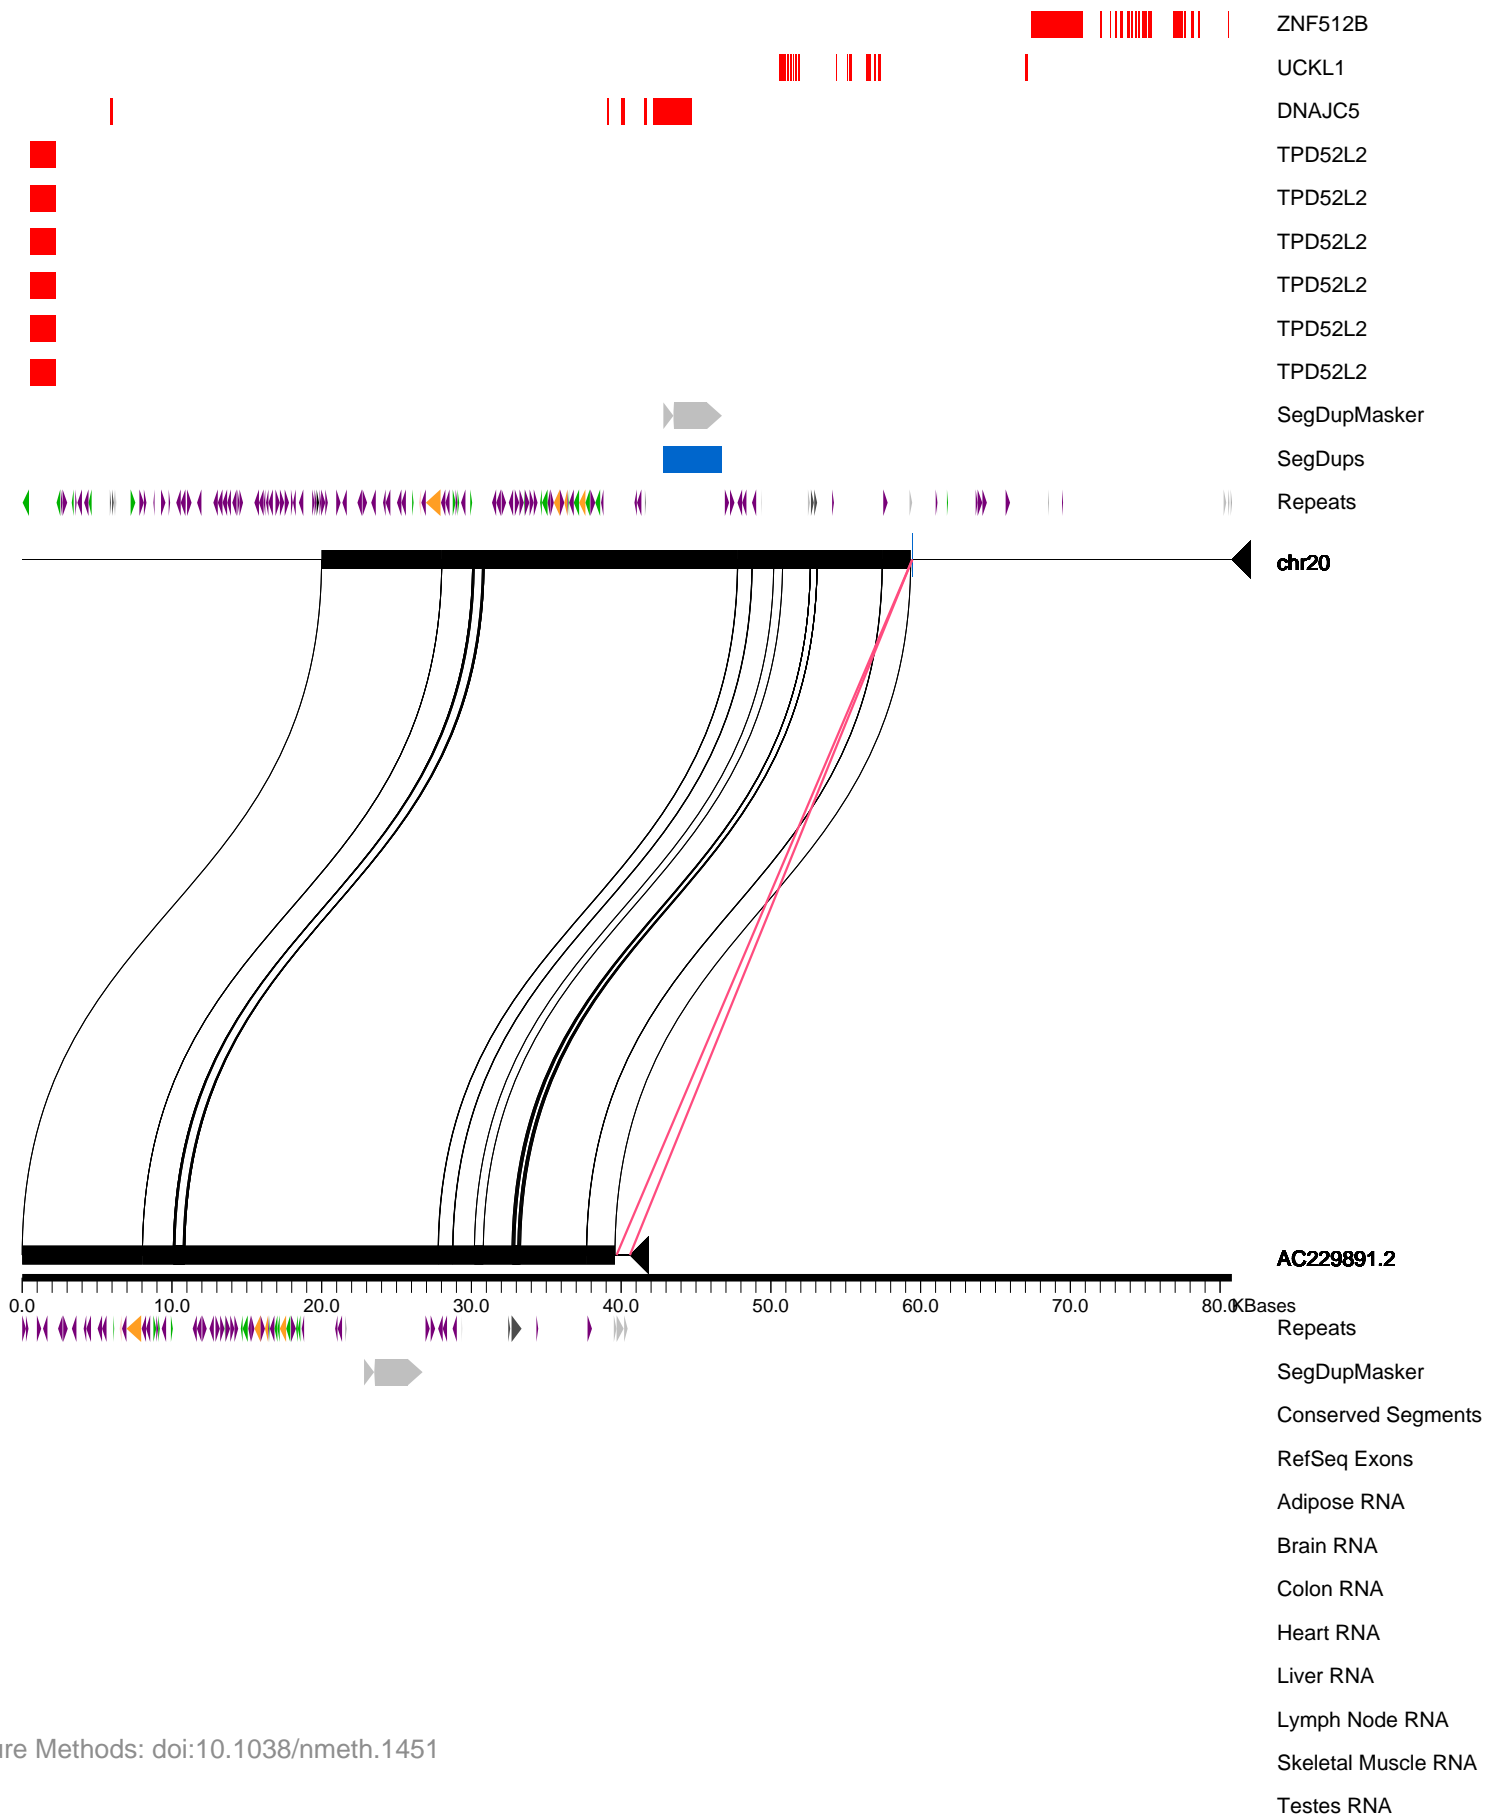 ZNF512B
UCKL1
DNAJC5
TPD52L2
TPD52L2
TPD52L2
TPD52L2
TPD52L2
TPD52L2
SegDupMasker
SegDups
Repeats
chr20
AC229891.2
0.0 10.0 20.0 30.0 40.0 50.0 60.0 70.0 80.0 KBases
Repeats
SegDupMasker
Conserved Segments
RefSeq Exons
Adipose RNA
Brain RNA
Colon RNA
Heart RNA
Liver RNA
Lymph Node RNA
ure Methods: doi:10.1038/nmeth.1451
Skeletal Muscle RNA
Testes RNA